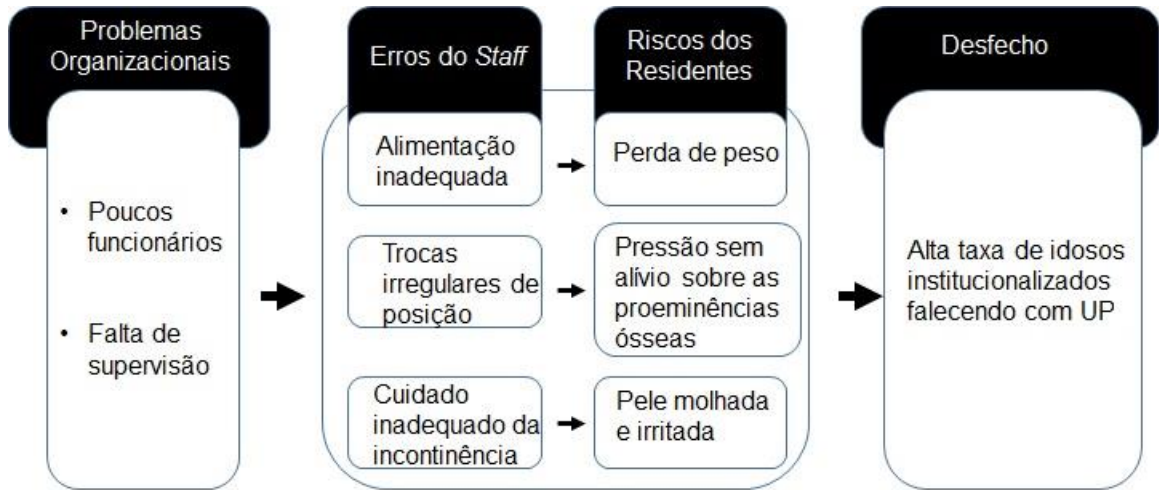 Problemas
Organizacionais
• Poucos
funcionários
• Falta de
supervisão
Erros do Staff
Riscos dos
Residentes
Alimentação
inadequada
Perda de peso
Trocas
irregulares de
posição
Pressão sem
alívio sobre as
proeminências
ósseas
Cuidado
inadequado da
incontinência
Pele molhada
e irritada
Desfecho
Alta taxa de idosos
institucionalizados
falecendo com UP